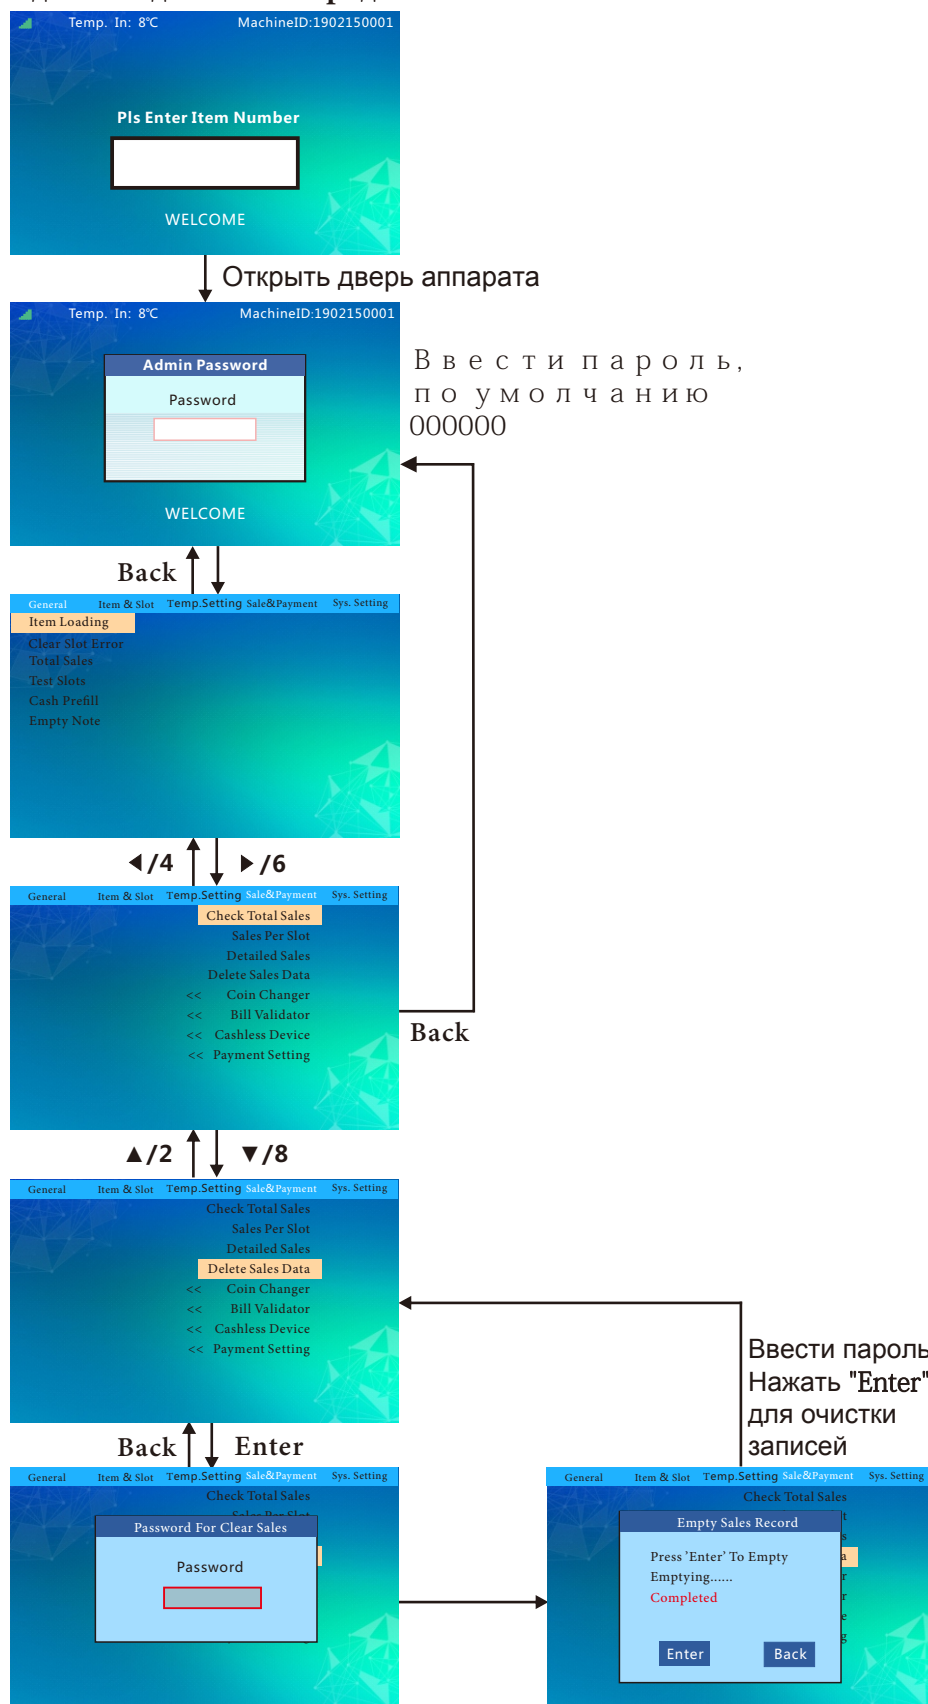 Temp. In: 8℃ MachineID:1902150001
Pls Enter Item Number
WELCOME
Открыть дверь аппарата
Temp. In: 8℃ MachineID:1902150001
Admin Password
Password
WELCOME
Ввести пароль,
по умолчанию
000000
Back
General Item & Slot Temp.Setting Sale&Payment Sys. Setting
Item Loading
Clear Slot Error
Total Sales
Test Slots
Cash Prefill
Empty Note
◀/4 ▶/6
General Item & Slot Temp.Setting Sale&Payment Sys. Setting
Check Total Sales
Sales Per Slot
Detailed Sales
Delete Sales Data
<< Coin Changer
<< Bill Validator
<< Cashless Device
<< Payment Setting
Back
▲/2 ▼/8
General Item & Slot Temp.Setting Sale&Payment Sys. Setting
Check Total Sales
Sales Per Slot
Detailed Sales
Delete Sales Data
<< Coin Changer
<< Bill Validator
<< Cashless Device
<< Payment Setting
Ввести пароль
Нажать "Enter"
для очистки
записей
Back Enter
General Item & Slot Temp.Setting Sale&Payment Sys. Setting
Check Total Sales
Password For Clear Sales
Password
General Item & Slot Temp.Setting Sale&Payment Sys. Setting
Check Total Sales
Empty Sales Record
Press 'Enter' To Empty
Emptying......
Completed
Enter Back